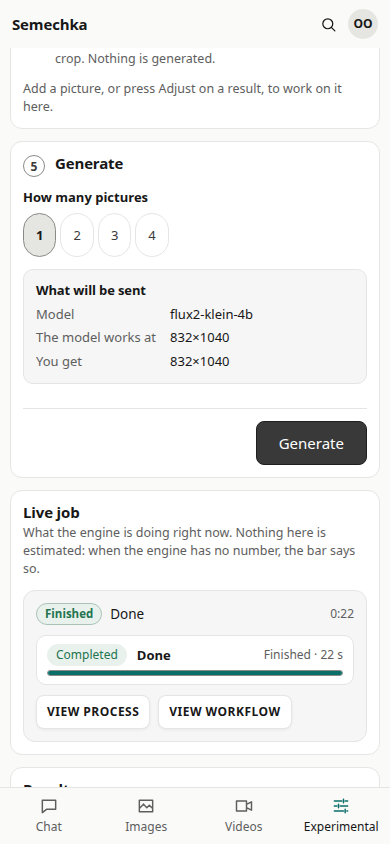 Semechka
OO
crop. Nothing is generated.
Add a picture, or press Adjust on a result, to work on it
here.
5 Generate
How many pictures
1 2 3 4
What will be sent
Model flux2-klein-4b
The model works at 832×1040
You get 832×1040
Generate
Live job
What the engine is doing right now. Nothing here is
estimated: when the engine has no number, the bar says
so.
Finished Done 0:22
Completed Done Finished · 22 s
VIEW PROCESS VIEW WORKFLOW
Chat Images Videos Experimental